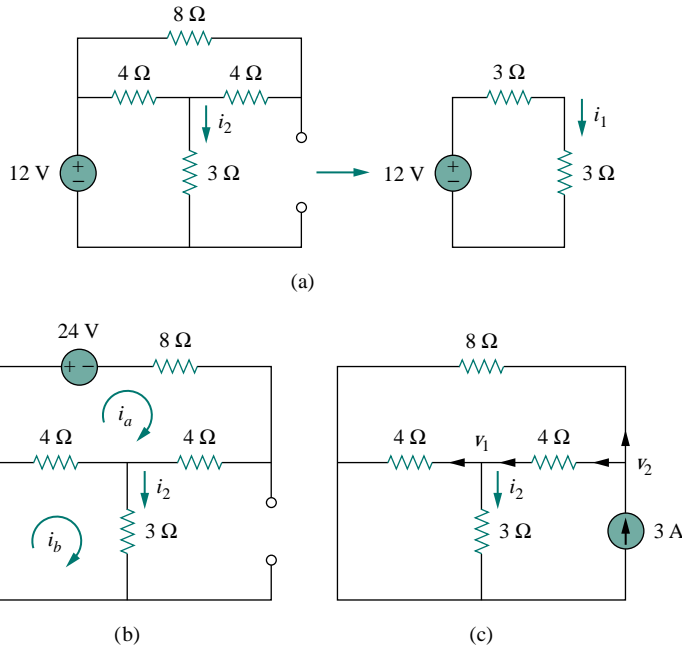 8 Ω
4 Ω 4 Ω 3 Ω
i2 i1
12 V + − 3 Ω 12 V + − 3 Ω
(a)
24 V
8 Ω 8 Ω
+ −
ia
4 Ω 4 Ω 4 Ω v1 4 Ω v2
i2 i2
ib 3 Ω 3 Ω 3 A
(b) (c)